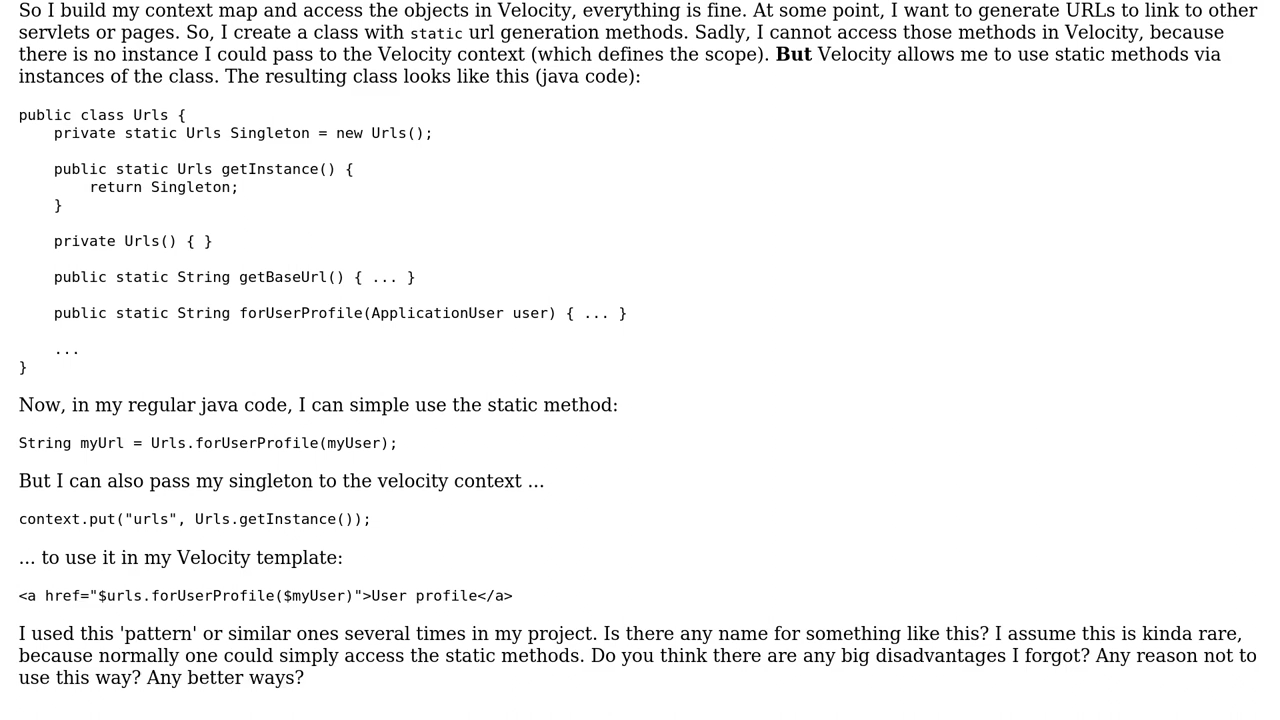 So I build my context map and access the objects in Velocity, everything is fine. At some point, I want to generate URLs to link to other
servlets or pages. So, I create a class with static url generation methods. Sadly, I cannot access those methods in Velocity, because
there is no instance I could pass to the Velocity context (which defines the scope). But Velocity allows me to use static methods via
instances of the class. The resulting class looks like this (java code):
public class Urls {
    private static Urls Singleton = new Urls();
    public static Urls getInstance() {
        return Singleton;
    }
    private Urls() { }
    public static String getBaseUrl() { ... }
    public static String forUserProfile(ApplicationUser user) { ... }
    ...
}
Now, in my regular java code, I can simple use the static method:
String myUrl = Urls.forUserProfile(myUser);
But I can also pass my singleton to the velocity context ...
context.put("urls", Urls.getInstance());
... to use it in my Velocity template:
<a href="$urls.forUserProfile($myUser)">User profile</a>
I used this 'pattern' or similar ones several times in my project. Is there any name for something like this? I assume this is kinda rare,
because normally one could simply access the static methods. Do you think there are any big disadvantages I forgot? Any reason not to
use this way? Any better ways?